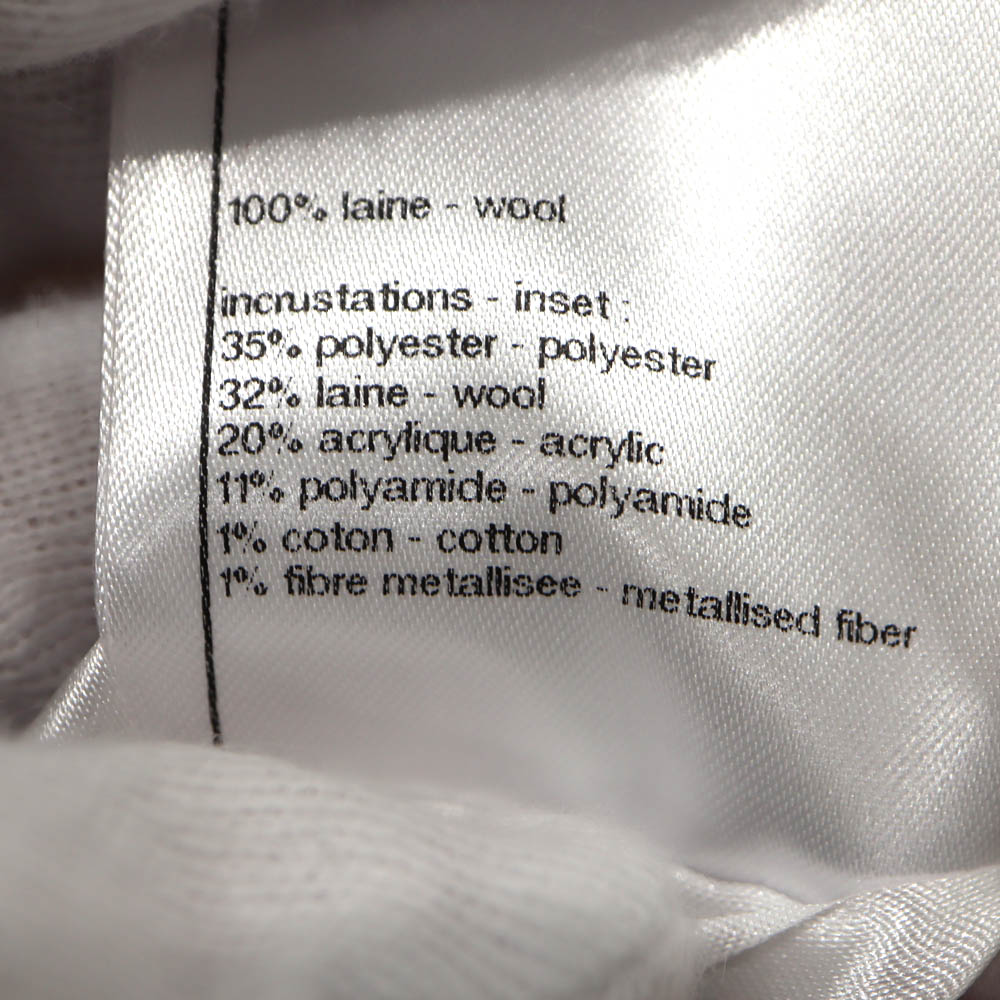 100% laine - wool
incrustations - inset :
35% polyester - polyester
32% laine - wool
20% acrylique - acrylic
11% polyamide - polyamide
1% coton - cotton
1% fibre metallisee - metallised fiber